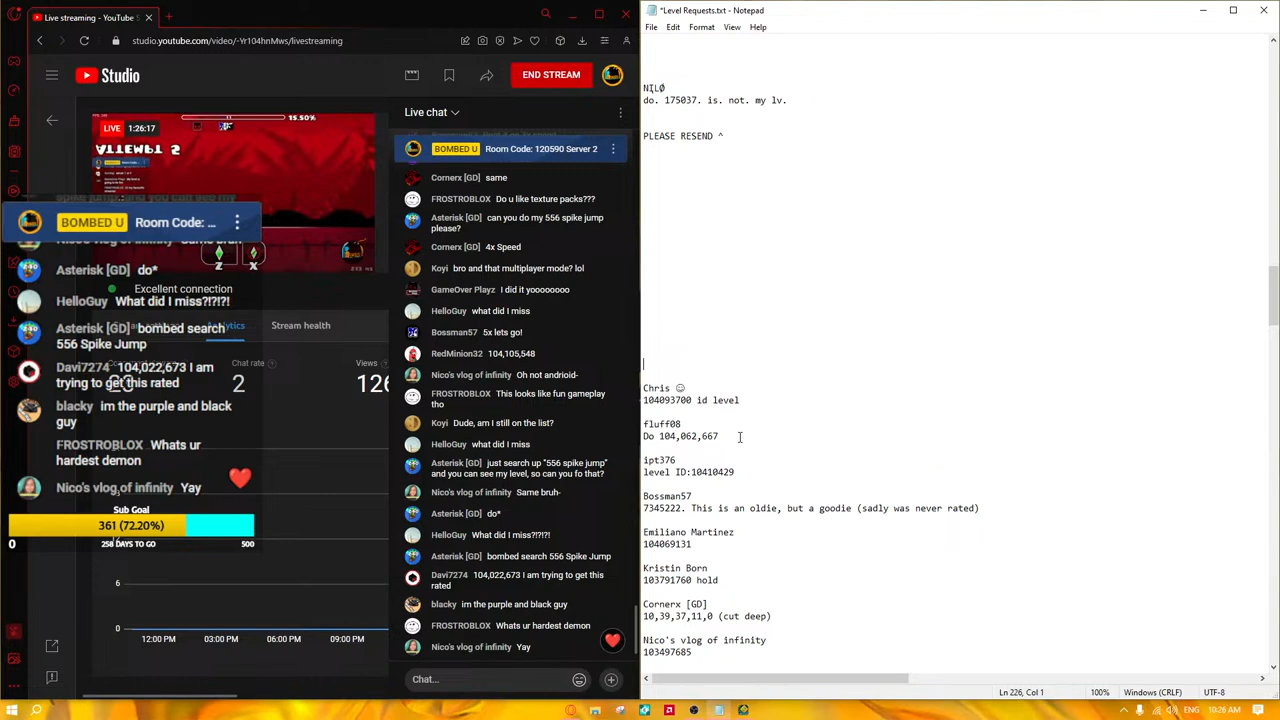 Live streaming - YouTube S
studio.youtube.com/video/-Yr104hnMws/livestreaming
Studio
END STREAM
LIVE 1:26:17
15.50%
ATTEMPT 2
Z X
Live chat
BOMBED U Room Code: 120590 Server 2
Cornerx [GD] same
FROSTROBLOX Do u like texture packs???
Asterisk [GD] can you do my 556 spike jump
please?
Cornerx [GD] 4x Speed
Koyi bro and that multiplayer mode? lol
GameOver Playz I did it yoooooooo
HelloGuy what did I miss
Bossman57 5x lets go!
RedMinion32 104,105,548
Nico's vlog of infinity Oh not andrioid-
FROSTROBLOX This looks like fun gameplay
tho
Koyi Dude, am I still on the list?
HelloGuy what did I miss
Asterisk [GD] just search up "556 spike jump"
and you can see my level, so can you fo that?
Nico's vlog of infinity Same bruh-
Asterisk [GD] do*
HelloGuy What did I miss?!?!?!
Asterisk [GD] bombed search 556 Spike Jump
Davi7274 104,022,673 I am trying to get this
rated
blacky im the purple and black guy
FROSTROBLOX Whats ur hardest demon
Nico's vlog of infinity Yay
Chat...
BOMBED U Room Code: ...
Asterisk [GD] do*
HelloGuy What did I miss?!?!?!
Asterisk [GD] bombed search
556 Spike Jump
Davi7274 104,022,673 I am
trying to get this rated
blacky im the purple and black
guy
FROSTROBLOX Whats ur
hardest demon
Nico's vlog of infinity Yay
Sub Goal
361 (72.20%)
0 258 DAYS TO GO 500
Excellent connection
Stream health
Chat rate
2
Views
126
6
0
12:00 PM 03:00 PM 06:00 PM 09:00 PM
*Level Requests.txt - Notepad
File Edit Format View Help
NILØ
do. 175037. is. not. my lv.
PLEASE RESEND ^
Chris ☺
104093700 id level
fluff08
Do 104,062,667
ipt376
level ID:10410429
Bossman57
7345222. This is an oldie, but a goodie (sadly was never rated)
Emiliano Martinez
104069131
Kristin Born
103791760 hold
Cornerx [GD]
10,39,37,11,0 (cut deep)
Nico's vlog of infinity
103497685
Ln 226, Col 1 100% Windows (CRLF) UTF-8
ENG 10:26 AM